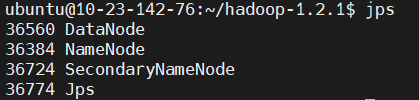 ubuntu@10-23-142-76:~/hadoop-1.2.1$ jps
36560 DataNode
36384 NameNode
36724 SecondaryNameNode
36774 Jps